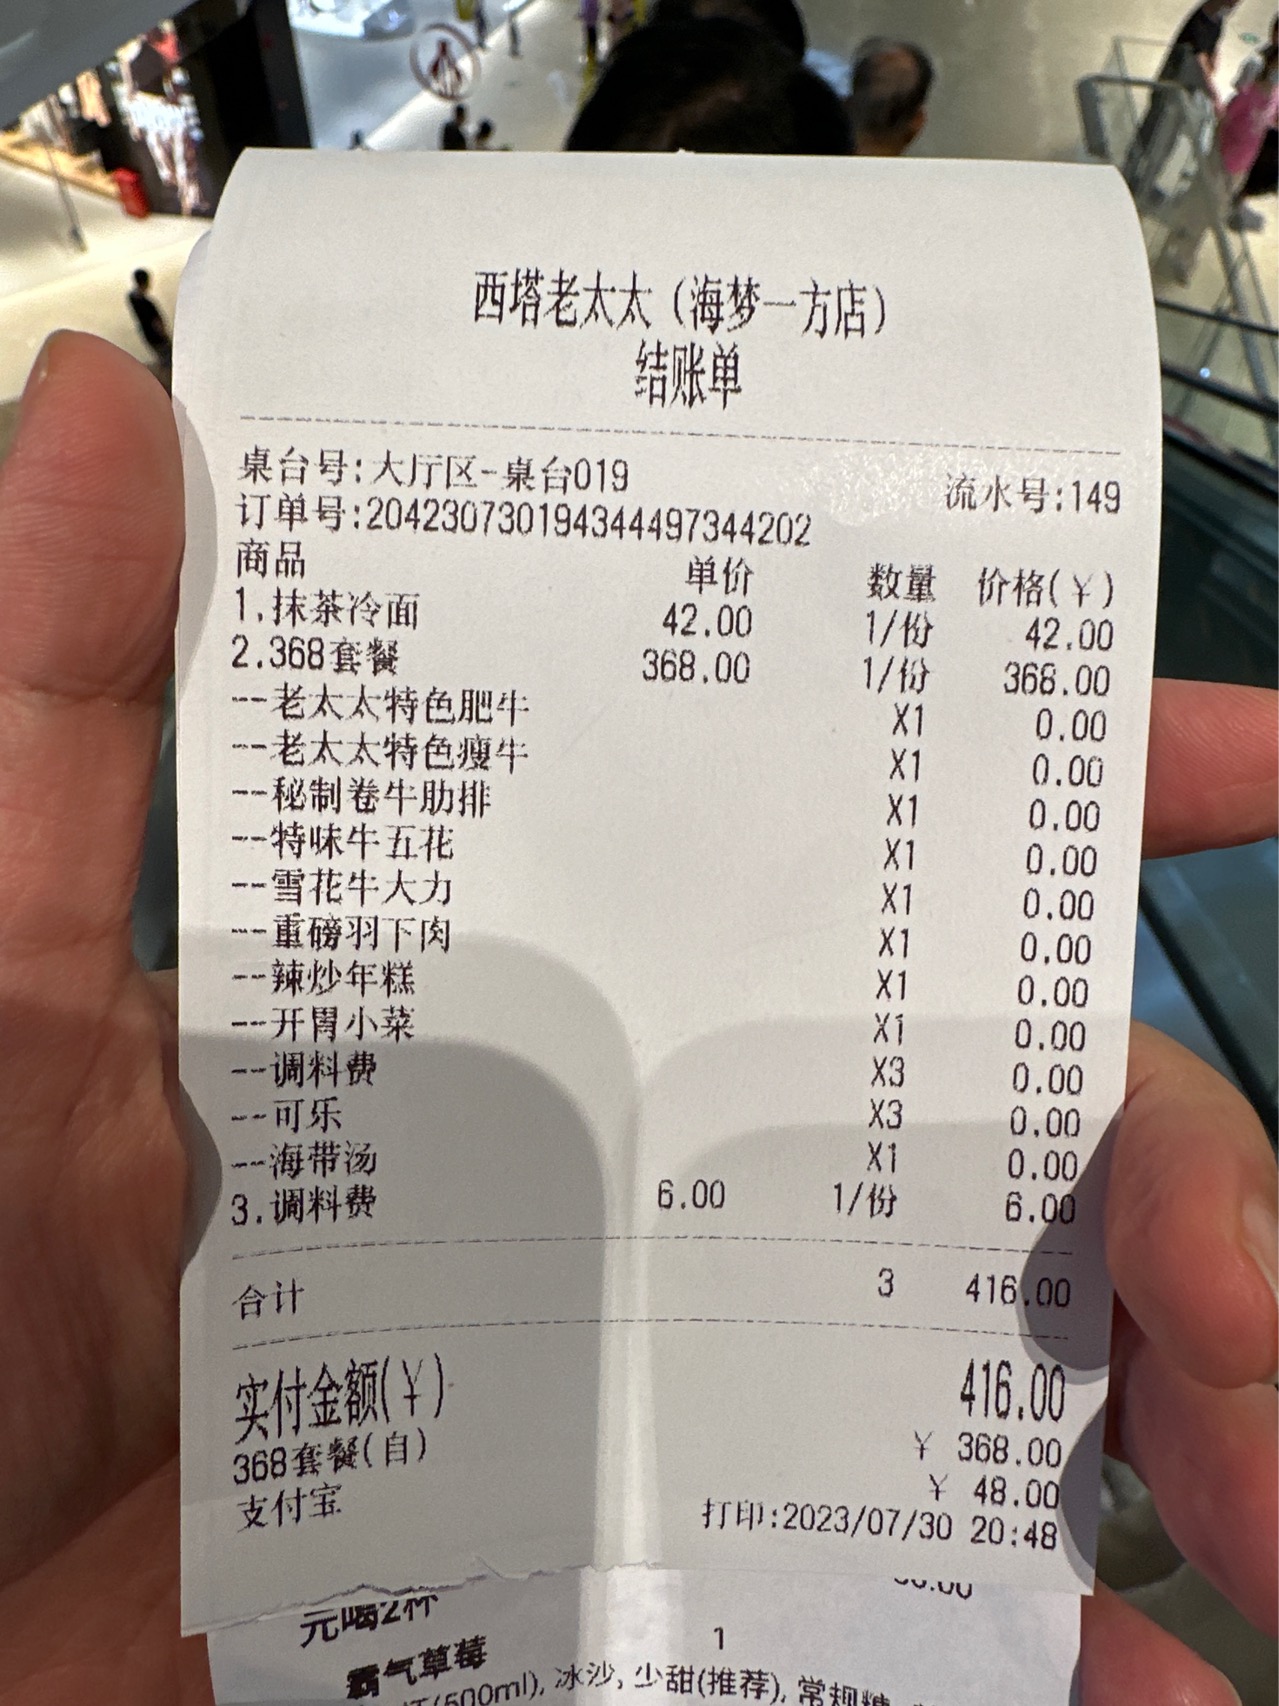 西塔老太太(海梦一方店)
结账单
桌台号:大厅区-桌台019 流水号:149
订单号:204230730194344497344202
商品 单价 数量 价格(¥)
1.抹茶冷面 42.00 1/份 42.00
2.368套餐 368.00 1/份 368.00
--老太太特色肥牛 X1 0.00
--老太太特色瘦牛 X1 0.00
--秘制卷牛肋排 X1 0.00
--特味牛五花 X1 0.00
--雪花牛大力 X1 0.00
--重磅羽下肉 X1 0.00
--辣炒年糕 X1 0.00
--开胃小菜 X1 0.00
--调料费 X3 0.00
--可乐 X3 0.00
--海带汤 X1 0.00
3.调料费 6.00 1/份 6.00
合计 3 416.00
实付金额(¥) 416.00
368套餐(自) ¥ 368.00
支付宝 ¥ 48.00
打印:2023/07/30 20:48
元喝2杯
霸气草莓 1
(500ml), 冰沙, 少甜(推荐), 常规糖